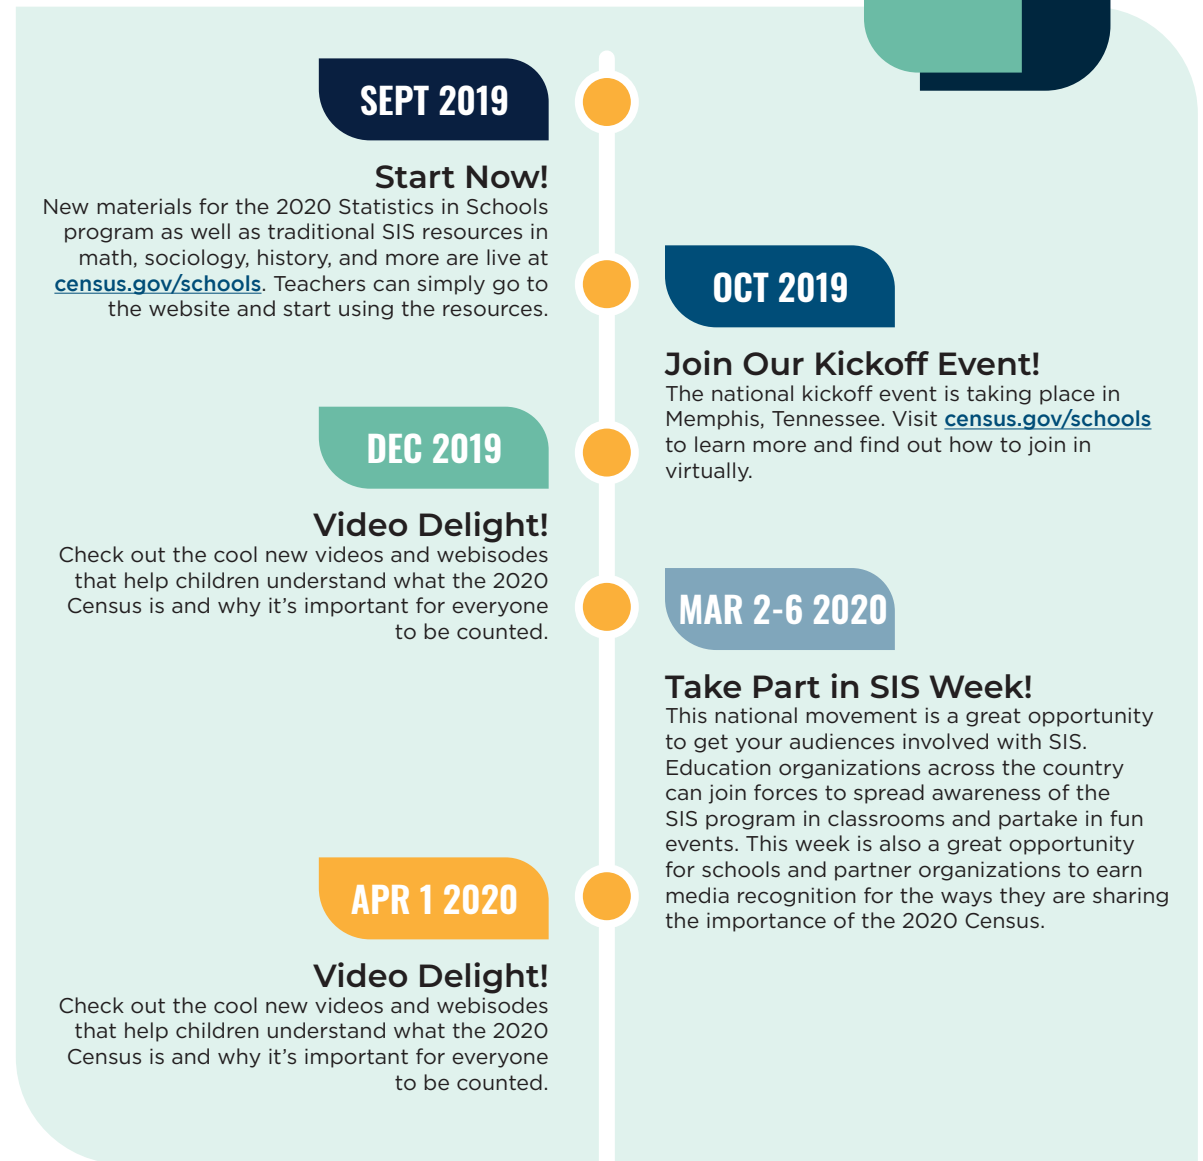 SEPT 2019
Start Now!
New materials for the 2020 Statistics in Schools
program as well as traditional SIS resources in
math, sociology, history, and more are live at
census.gov/schools. Teachers can simply go to
the website and start using the resources.
OCT 2019
Join Our Kickoff Event!
The national kickoff event is taking place in
Memphis, Tennessee. Visit census.gov/schools
to learn more and find out how to join in
virtually.
DEC 2019
Video Delight!
Check out the cool new videos and webisodes
that help children understand what the 2020
Census is and why it’s important for everyone
to be counted.
MAR 2-6 2020
Take Part in SIS Week!
This national movement is a great opportunity
to get your audiences involved with SIS.
Education organizations across the country
can join forces to spread awareness of the
SIS program in classrooms and partake in fun
events. This week is also a great opportunity
for schools and partner organizations to earn
media recognition for the ways they are sharing
the importance of the 2020 Census.
APR 1 2020
Video Delight!
Check out the cool new videos and webisodes
that help children understand what the 2020
Census is and why it’s important for everyone
to be counted.